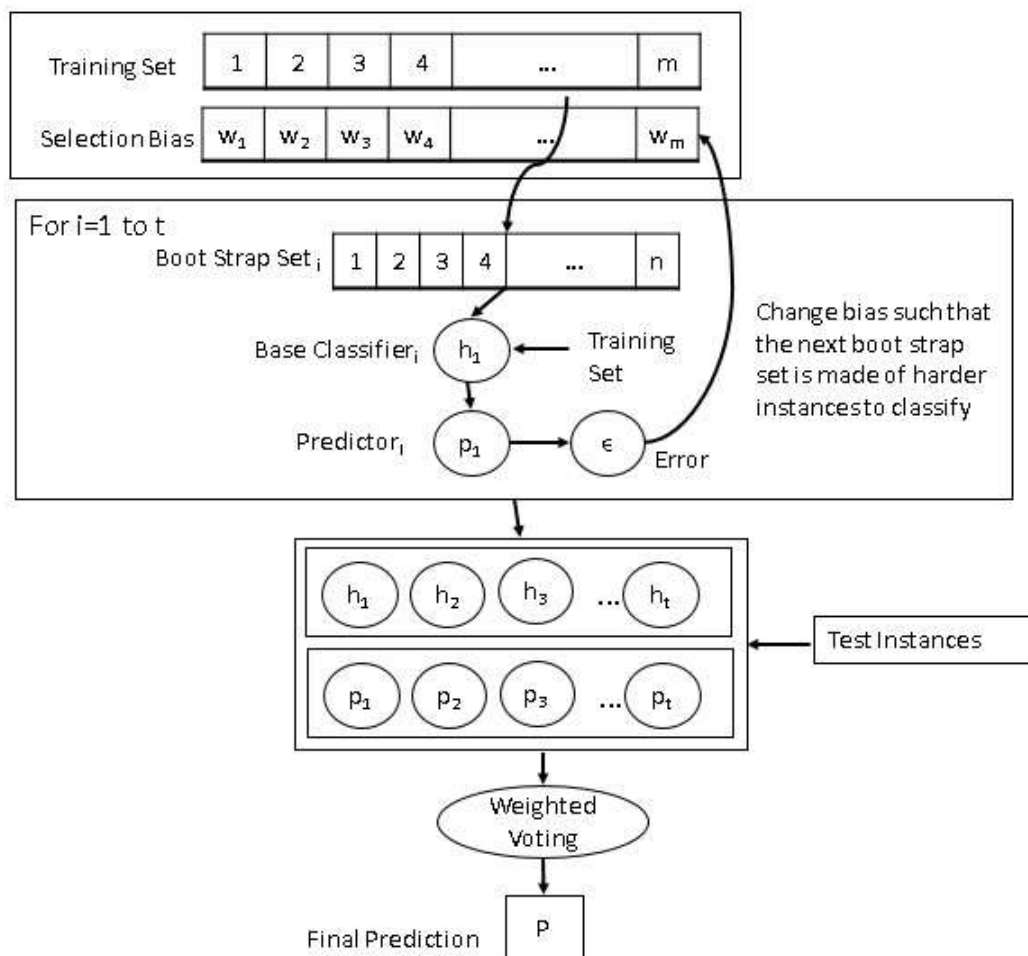 Training Set 1 2 3 4 ... m
Selection Bias w₁ w₂ w₃ w₄ ... wₘ
For i=1 to t
Boot Strap Set ᵢ 1 2 3 4 ... n
Base Classifierᵢ h₁ Training
Set
Change bias such that
the next boot strap
set is made of harder
instances to classify
Predictorᵢ p₁ ϵ
Error
h₁ h₂ h₃ ... hₜ
p₁ p₂ p₃ ... pₜ
Test Instances
Weighted
Voting
Final Prediction P